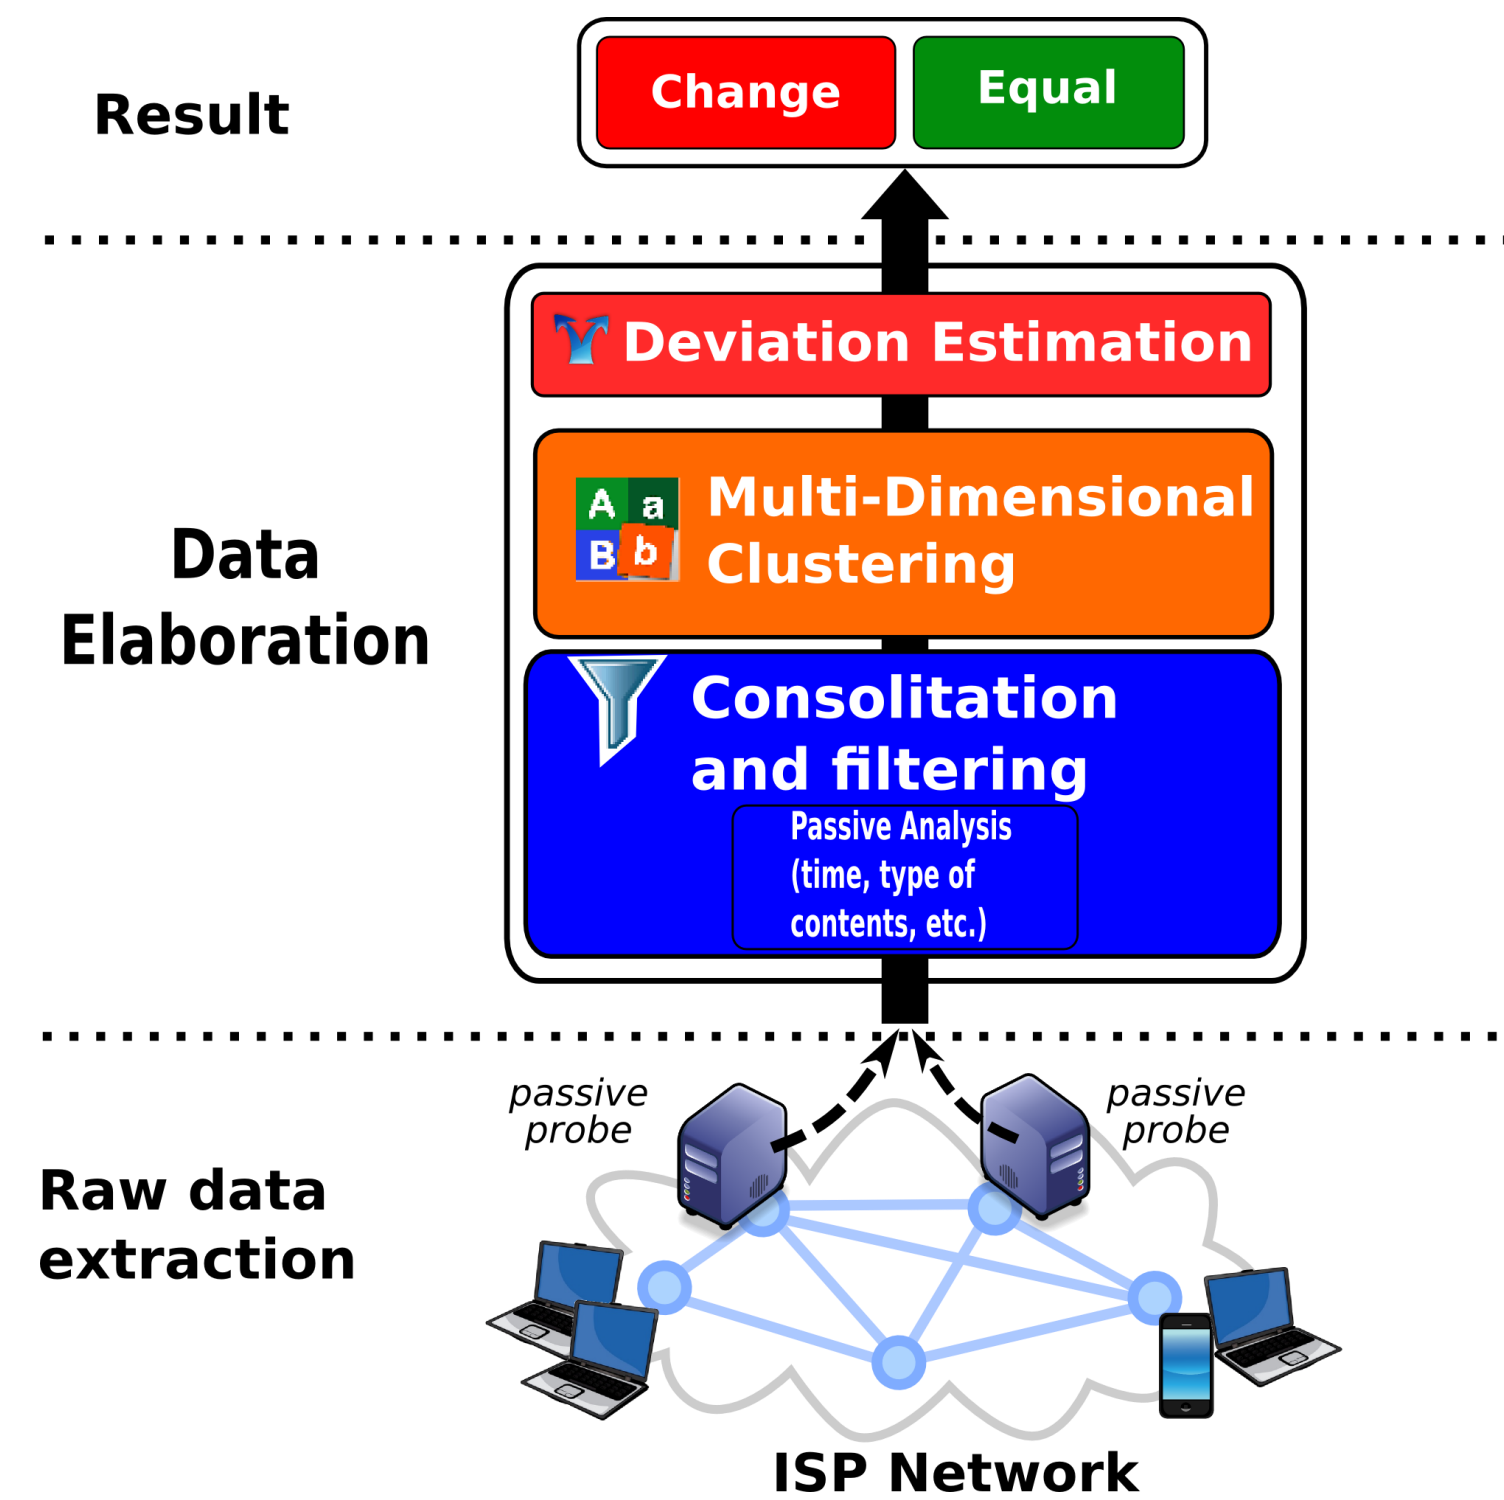 Result
Change
Equal
Deviation Estimation
Data
Elaboration
A a
B b
Multi-Dimensional
Clustering
Consolitation
and filtering
Passive Analysis
(time, type of
contents, etc.)
Raw data
extraction
passive
probe
passive
probe
ISP Network